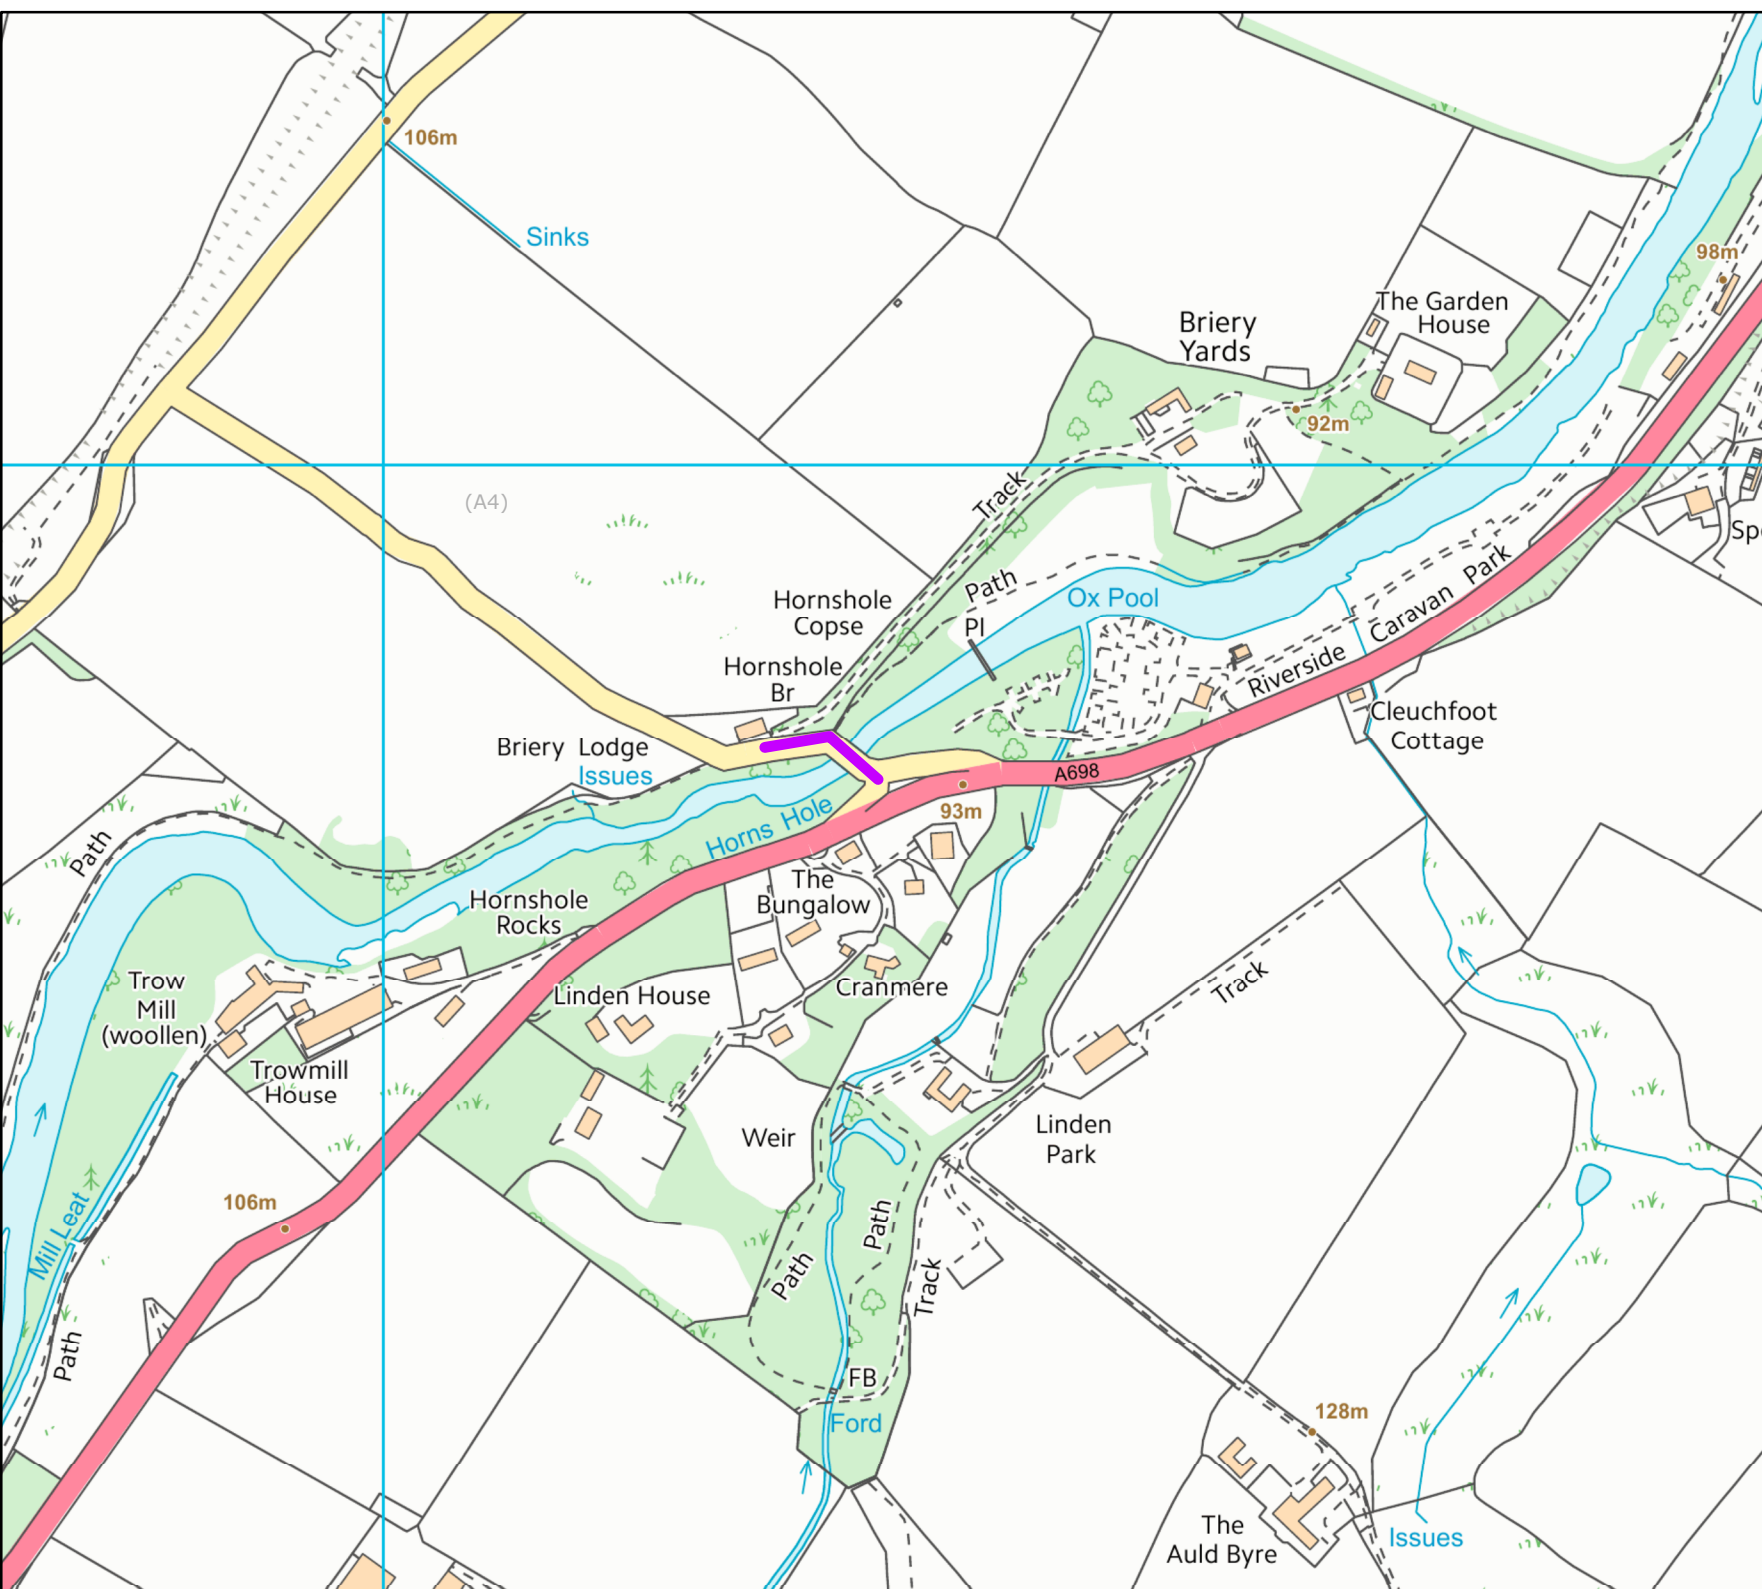 106m
Sinks
98m
The Garden
House
Briery
Yards
92m
(A4)
Track
Path
Ox Pool
Hornshole
Copse
Pl
Caravan Park
Riverside
Hornshole
Br
Cleuchfoot
Cottage
Briery Lodge
Issues
A698
93m
Horns Hole
Path
The
Bungalow
Hornshole
Rocks
Trow
Mill
(woollen)
Linden House
Cranmere
Track
Trowmill
House
Weir
Linden
Park
106m
Mill Leat
Path
Path
Track
Path
FB
Ford
128m
The
Auld Byre
Issues